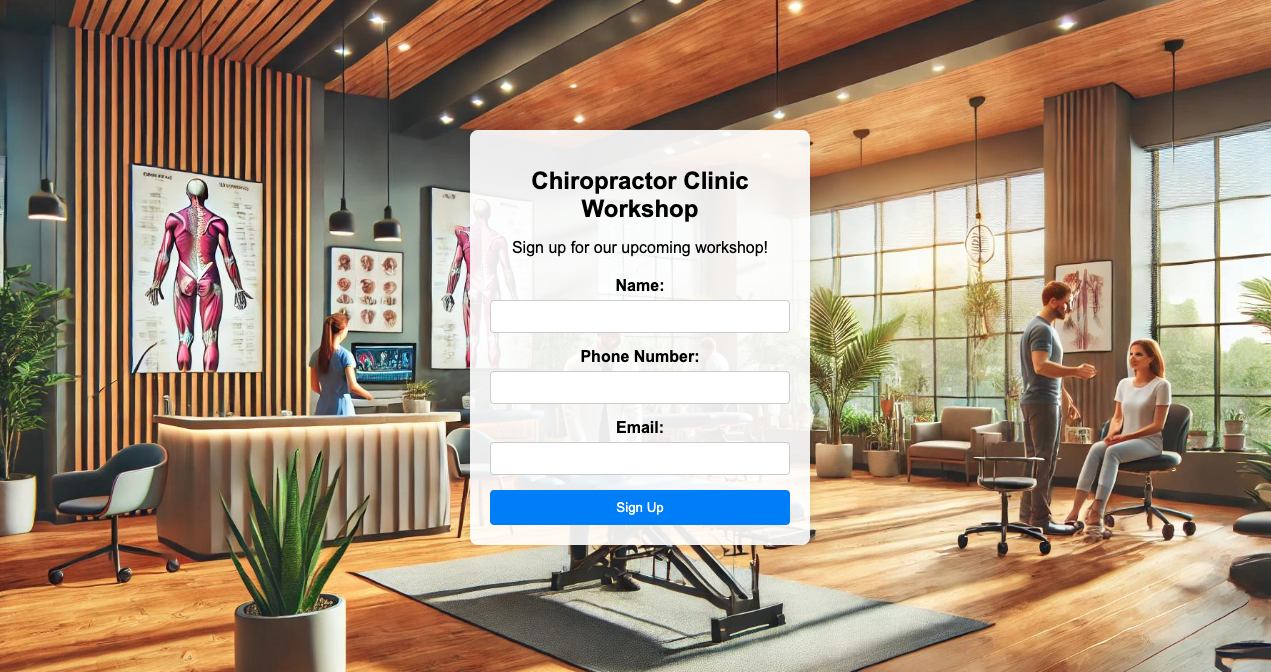 Chiropractor Clinic
Workshop
Sign up for our upcoming workshop!
Name:
Phone Number:
Email:
Sign Up